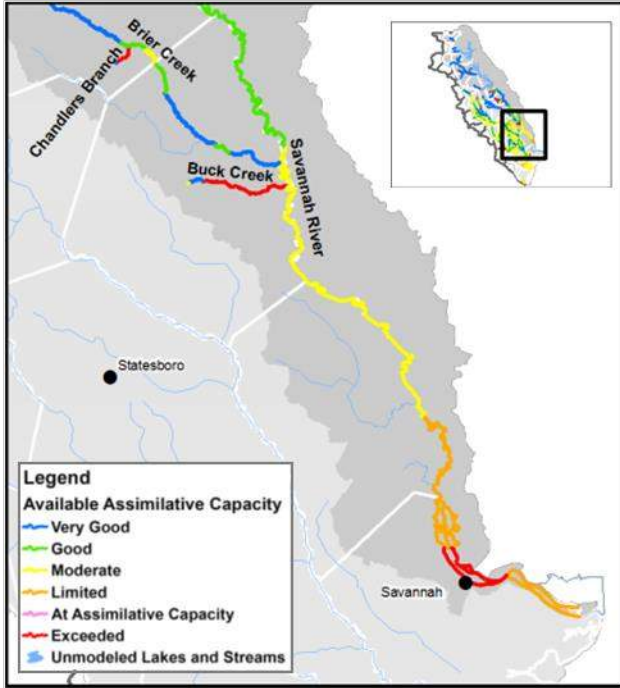 Brier Creek
Chandlers Branch
Savannah River
Buck Creek
Statesboro
Legend
Available Assimilative Capacity
Very Good
Good
Moderate
Limited
At Assimilative Capacity
Exceeded
Unmodeled Lakes and Streams
Savannah